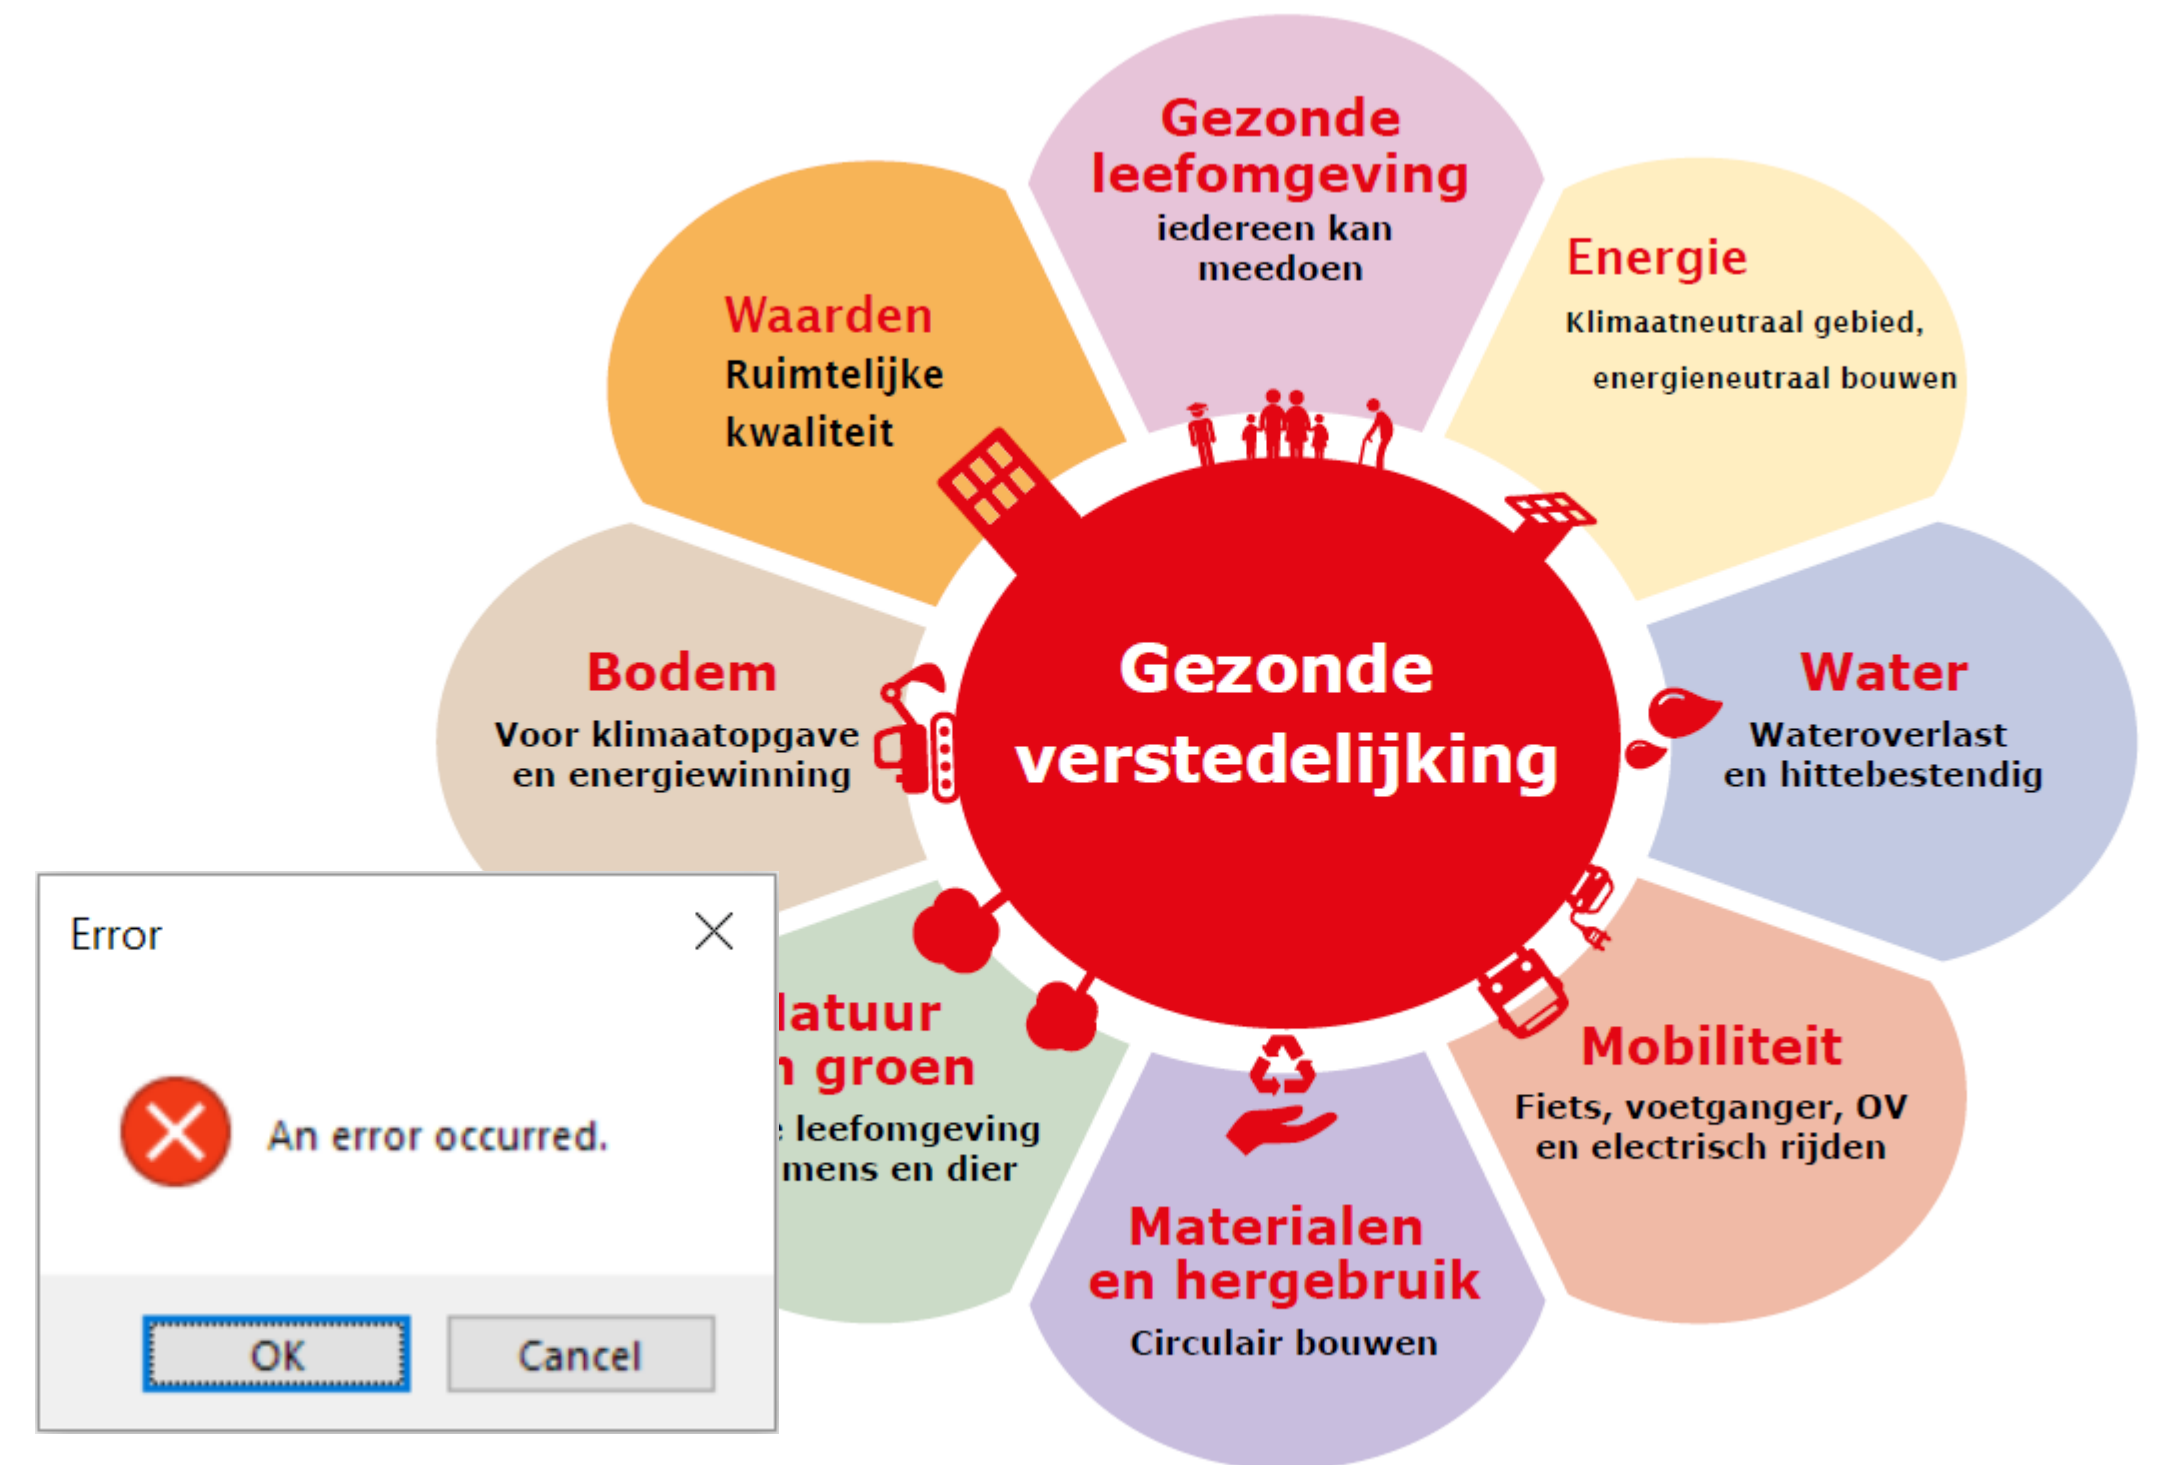 Gezonde
leefomgeving
iedereen kan
meedoen
Energie
Klimaatneutraal gebied,
energieneutraal bouwen
Waarden
Ruimtelijke
kwaliteit
Gezonde
verstedelijking
Bodem
Voor klimaatopgave
en energiewinning
Water
Wateroverlast
en hittebestendig
groen
leefomgeving
mens en dier
Mobiliteit
Fiets, voetganger, OV
en electrisch rijden
Materialen
en hergebruik
Circulair bouwen
Error
An error occurred.
OK
Cancel